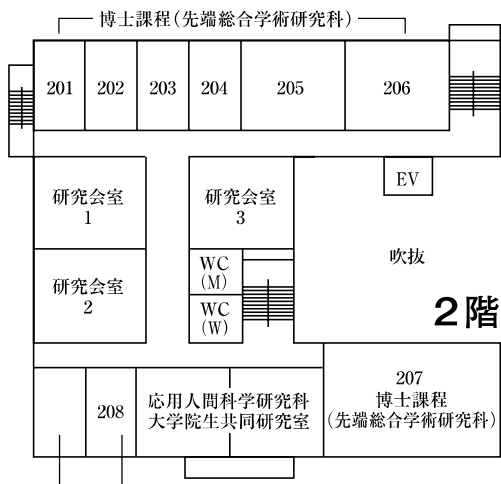 博士課程(先端総合学術研究科)
201
202
203
204
205
206
EV
研究会室
1
研究会室
3
吹抜
WC
(M)
研究会室
2
WC
(W)
2階
208
応用人間科学研究科
大学院生共同研究室
207
博士課程
(先端総合学術研究科)